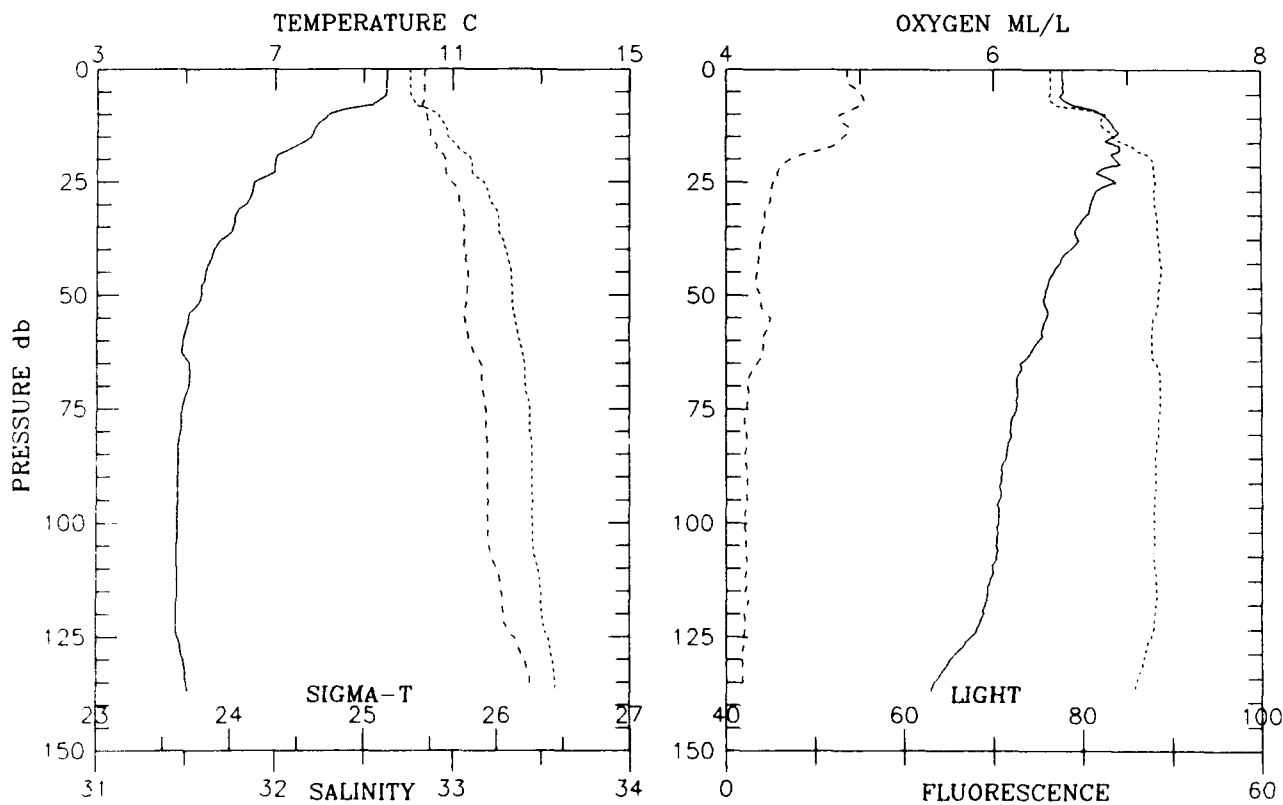 TEMPERATURE C
3 7 11 15
0
25
50
75
100
125
150
PRESSURE db
SIGMA-T
23 24 25 26 27
31 32 33 34
SALINITY
OXYGEN ML/L
4 6 8
0
25
50
75
100
125
150
LIGHT
40 60 80 100
0 FLUORESCENCE 60